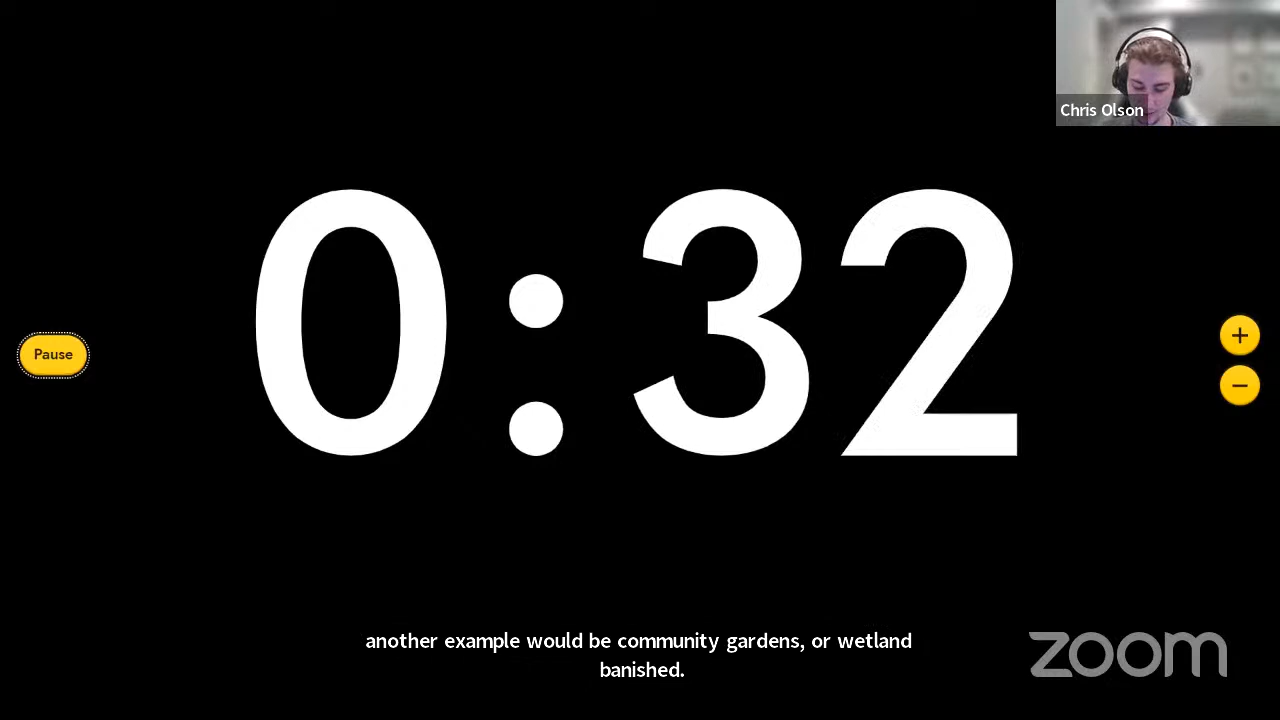 Chris Olson
0:32
Pause
+
−
another example would be community gardens, or wetland
banished.
zoom